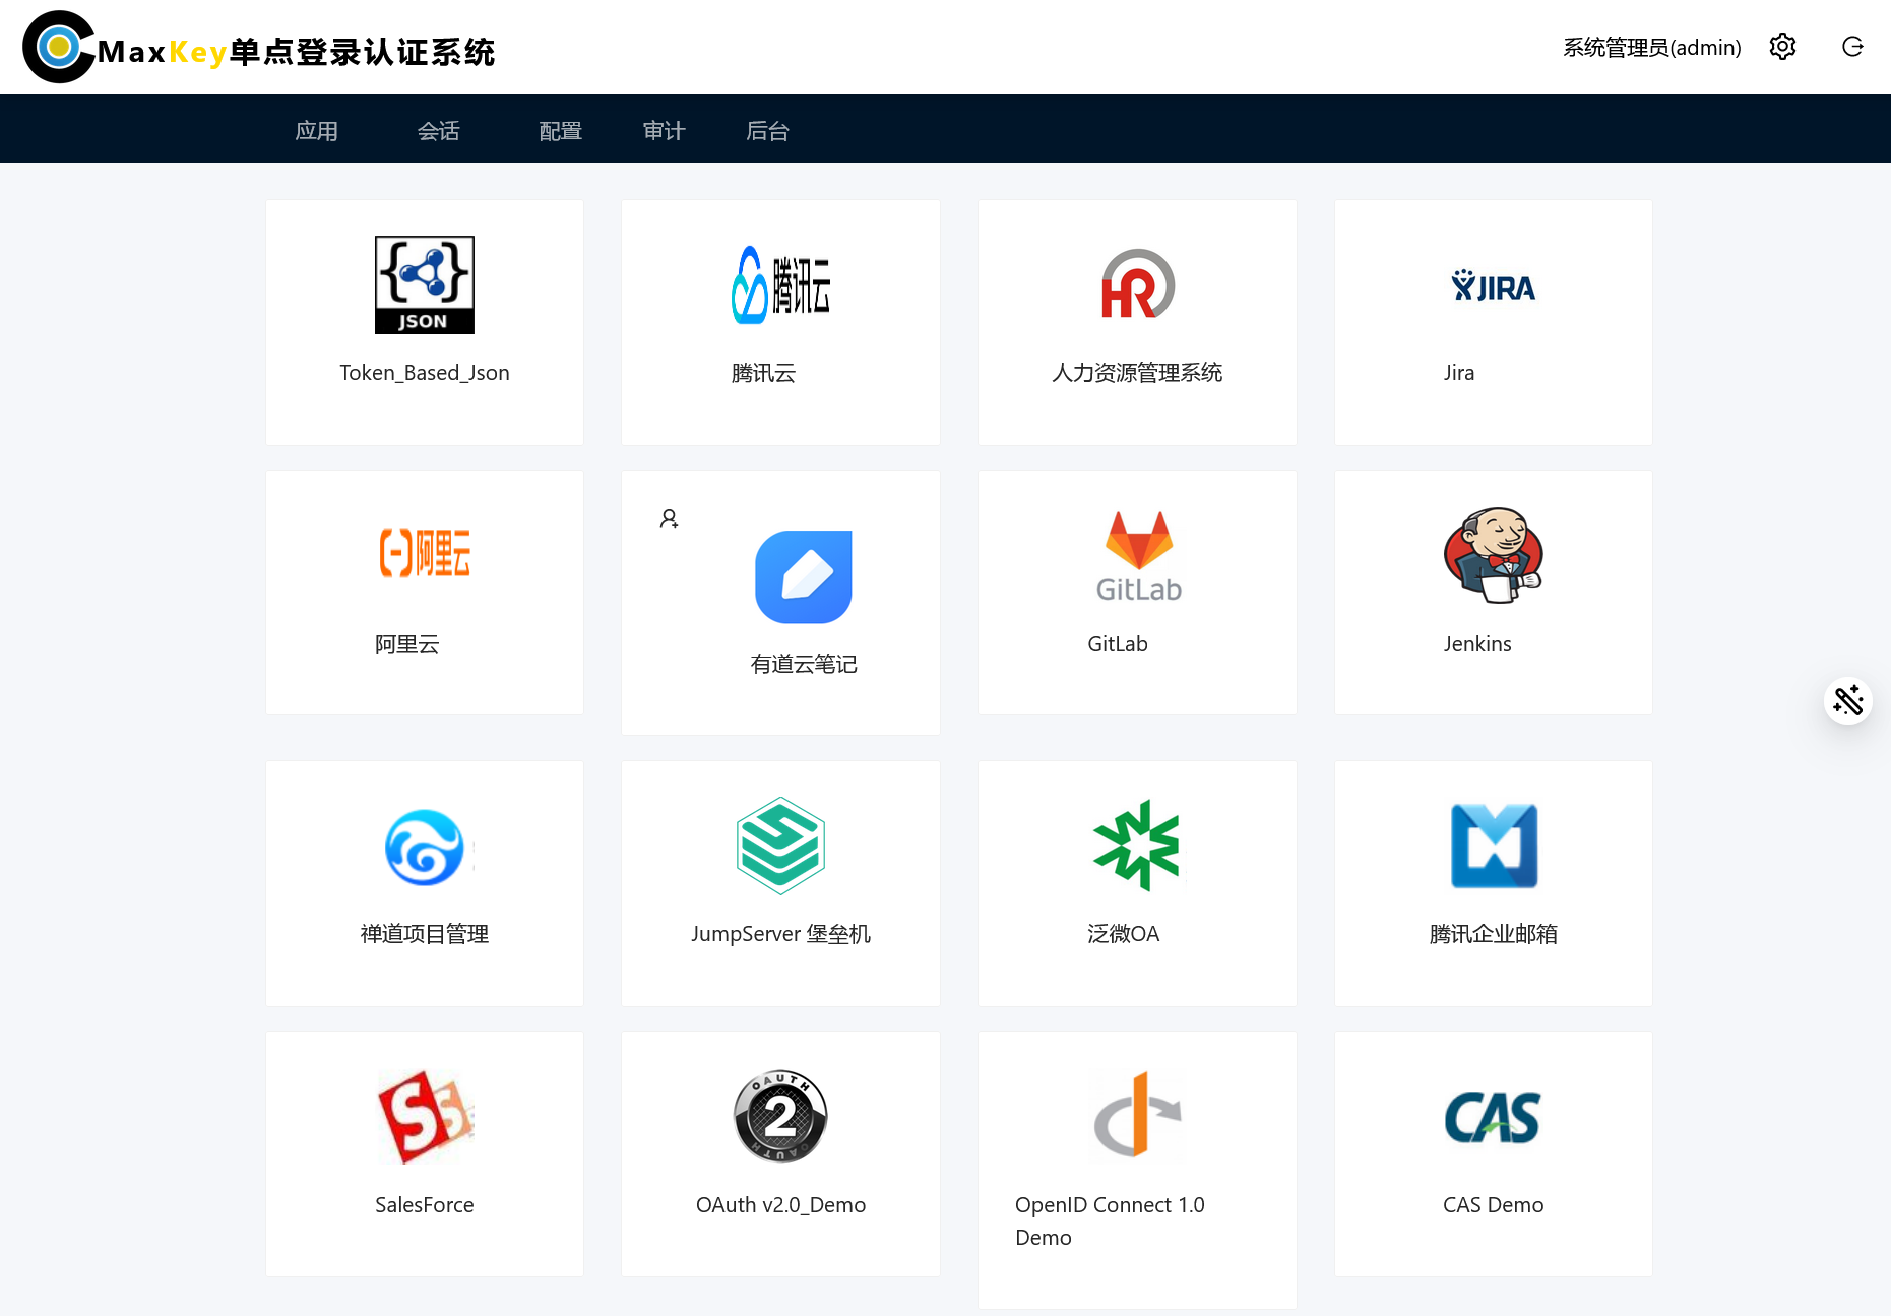 MaxKey单点登录认证系统
系统管理员(admin)
应用 会话 配置 审计 后台
JSON
腾讯云
HR
JIRA
Token_Based_Json
腾讯云
人力资源管理系统
Jira
阿里云
GitLab
阿里云
有道云笔记
GitLab
Jenkins
禅道项目管理
JumpServer 堡垒机
泛微OA
腾讯企业邮箱
S
S
OAUTH
2
OAUTH
CAS
SalesForce
OAuth v2.0_Demo
OpenID Connect 1.0
Demo
CAS Demo